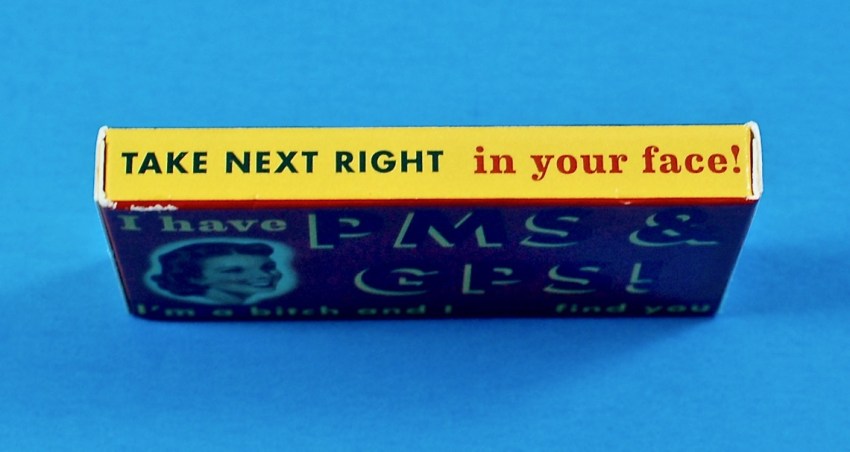 TAKE NEXT RIGHT in your face!
I have PMS &
GPS!
I'm a bitch and I find you